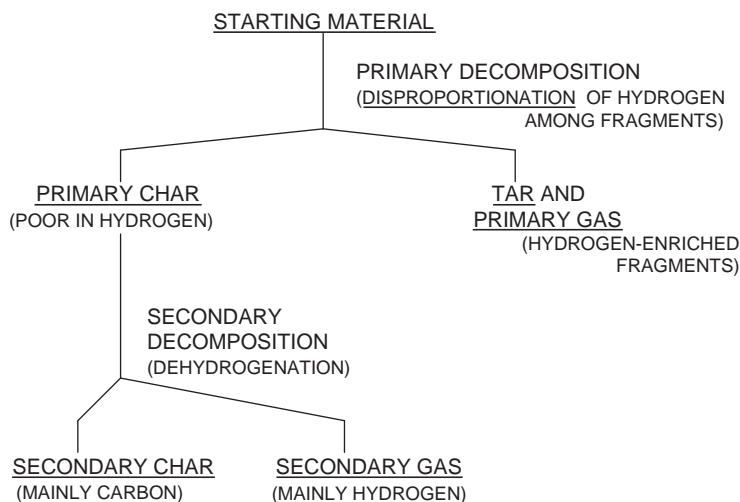 STARTING MATERIAL
PRIMARY DECOMPOSITION
(DISPROPORTIONATION OF HYDROGEN
AMONG FRAGMENTS)
PRIMARY CHAR
(POOR IN HYDROGEN)
TAR AND
PRIMARY GAS
(HYDROGEN-ENRICHED
FRAGMENTS)
SECONDARY
DECOMPOSITION
(DEHYDROGENATION)
SECONDARY CHAR
(MAINLY CARBON)
SECONDARY GAS
(MAINLY HYDROGEN)